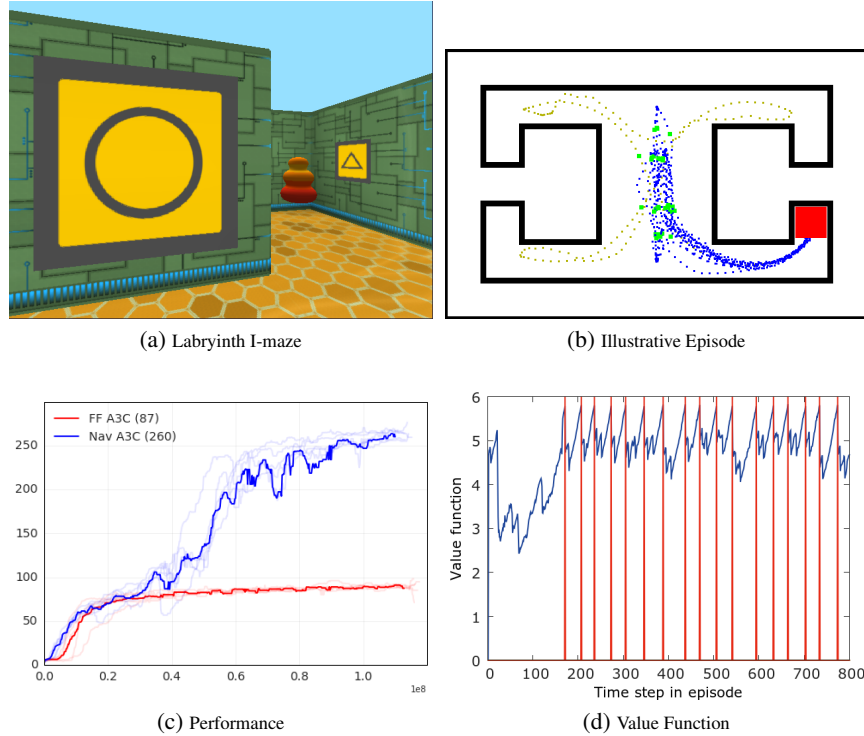 (a) Labryinth I-maze
(b) Illustrative Episode
FF A3C (87)
Nav A3C (260)
250
200
150
100
50
0
0.0 0.2 0.4 0.6 0.8 1.0
1e8
(c) Performance
Value function
6
5
4
3
2
1
0
0 100 200 300 400 500 600 700 800
Time step in episode
(d) Value Function